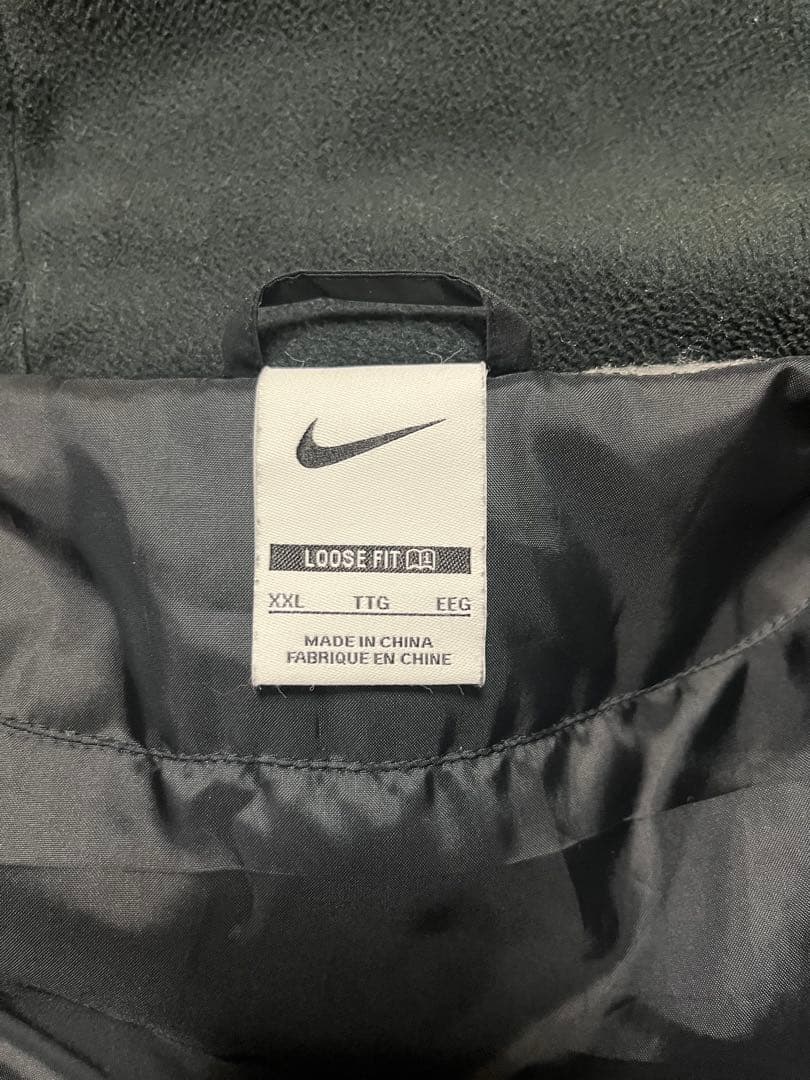 LOOSE FIT
XXL TTG EEG
MADE IN CHINA
FABRIQUE EN CHINE